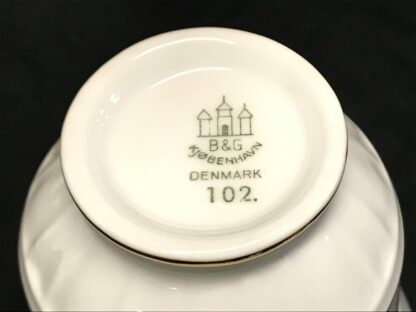 B&G
KJØBENHAVN
DENMARK
102.